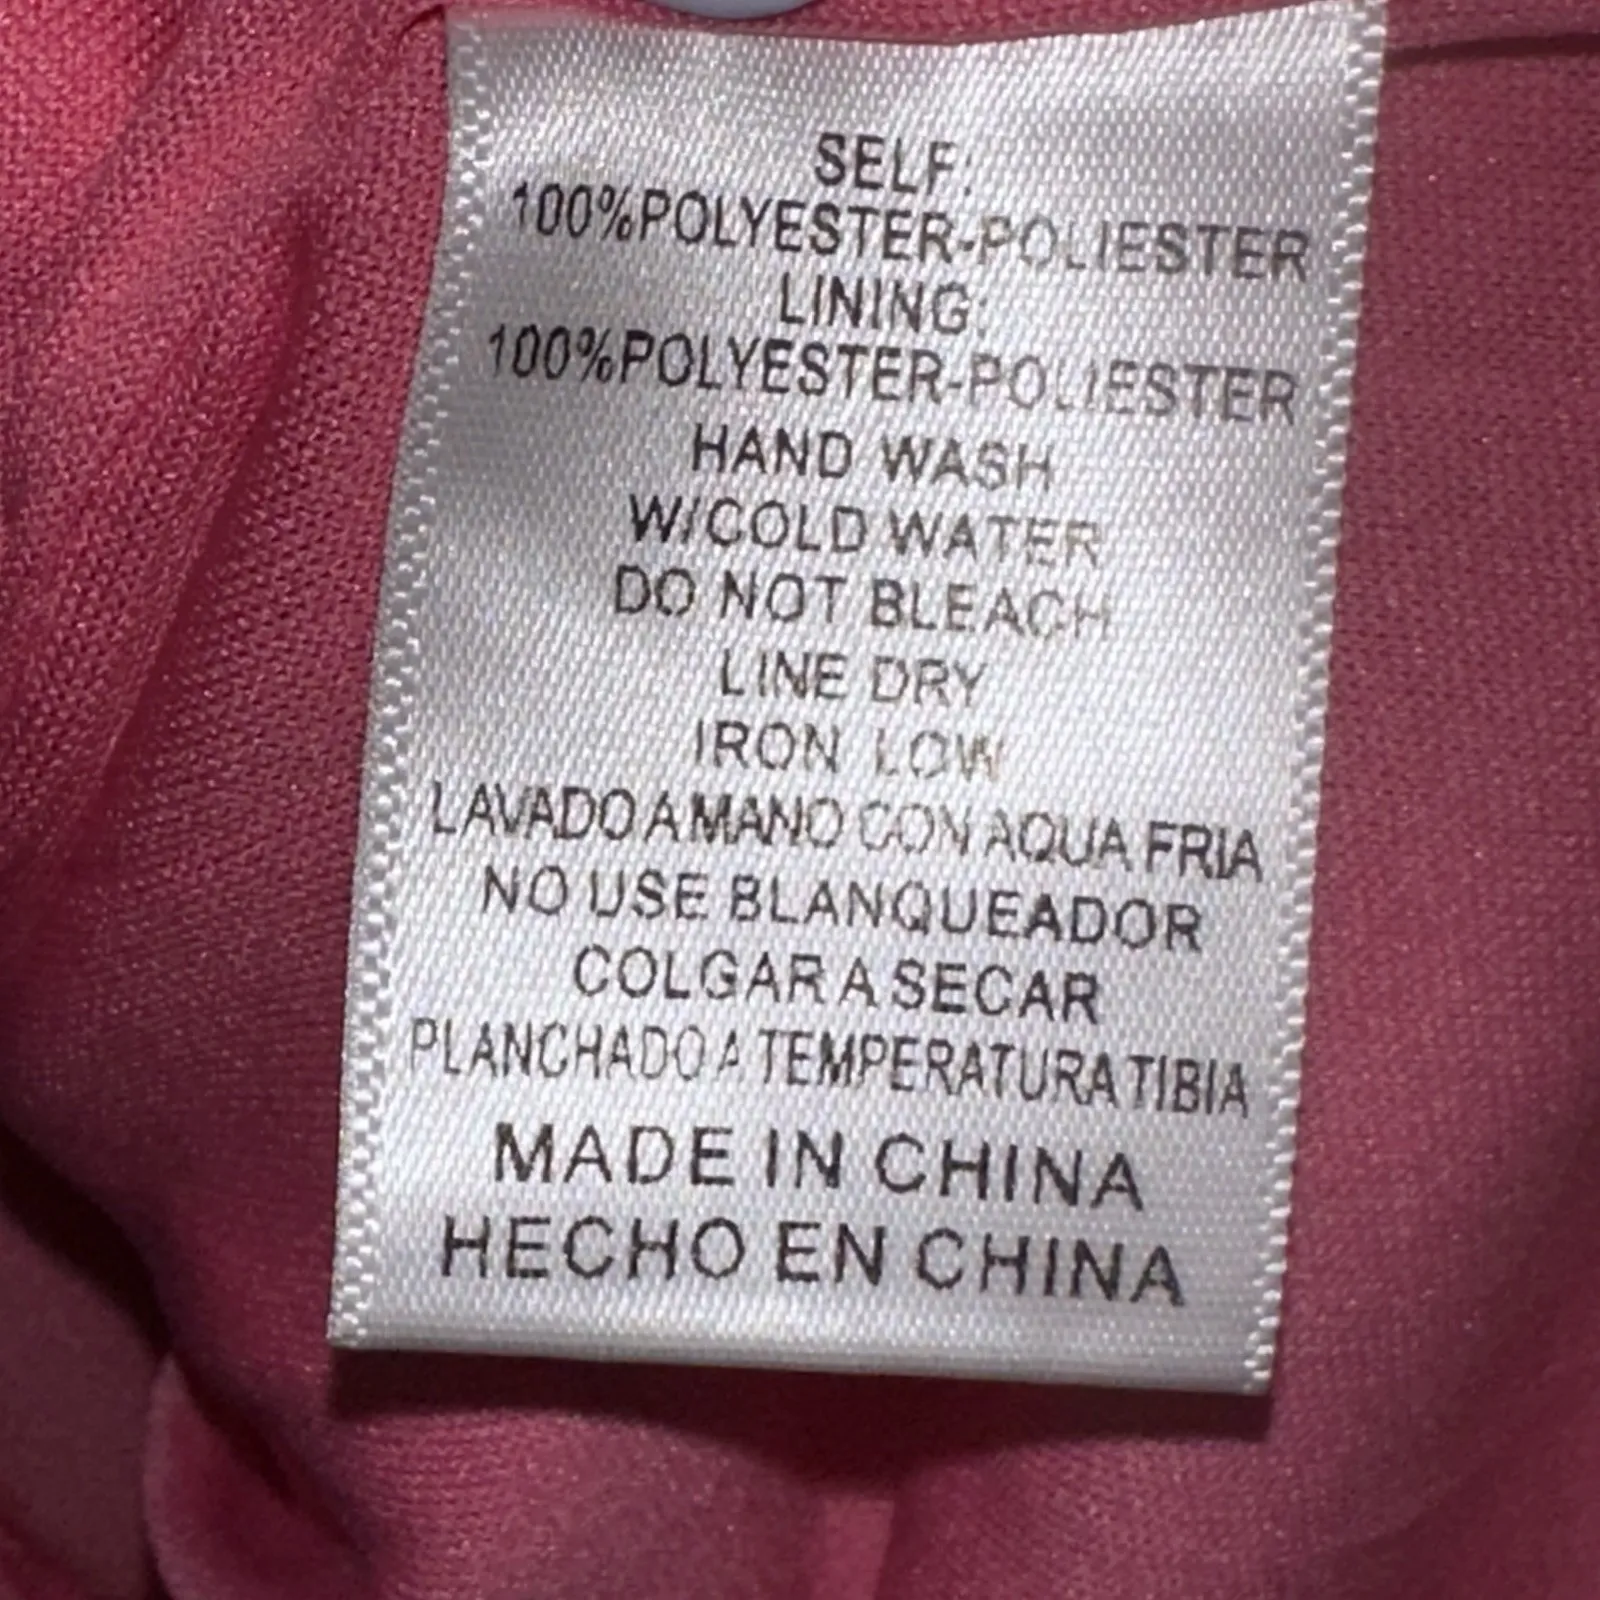 SELF:
100%POLYESTER-POLIESTER
LINING:
100%POLYESTER-POLIESTER
HAND WASH
W/COLD WATER
DO NOT BLEACH
LINE DRY
IRON LOW
LAVADO A MANO CON AQUA FRIA
NO USE BLANQUEADOR
COLGAR A SECAR
PLANCHADO A TEMPERATURA TIBIA
MADE IN CHINA
HECHO EN CHINA